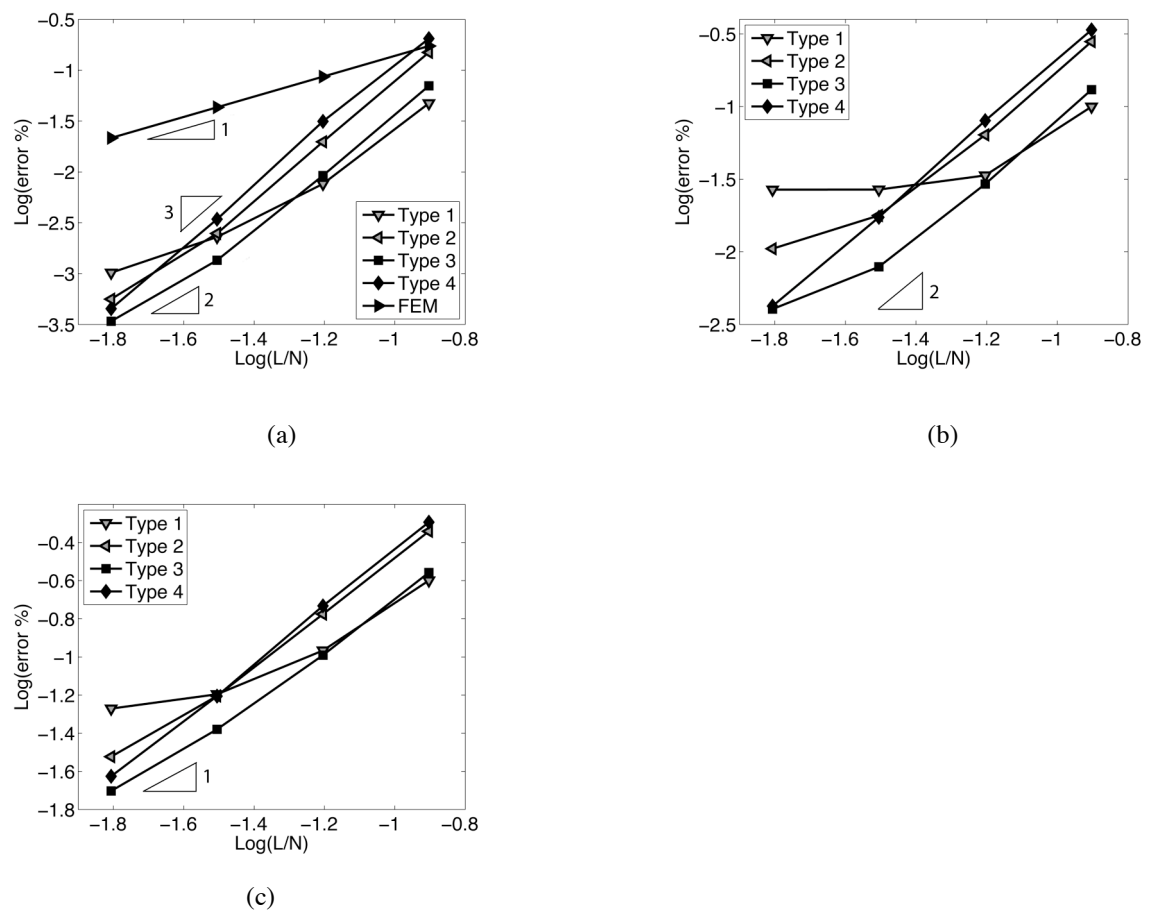 −0.5
−1
−1.5
−2
−2.5
−3
−3.5
Log(error %)
1
3
2
Type 1
Type 2
Type 3
Type 4
FEM
−1.8 −1.6 −1.4 −1.2 −1 −0.8
Log(L/N)
(a)
−0.5
−1
−1.5
−2
−2.5
Log(error %)
Type 1
Type 2
Type 3
Type 4
2
−1.8 −1.6 −1.4 −1.2 −1 −0.8
Log(L/N)
(b)
−0.4
−0.6
−0.8
−1
−1.2
−1.4
−1.6
−1.8
Log(error %)
Type 1
Type 2
Type 3
Type 4
1
−1.8 −1.6 −1.4 −1.2 −1 −0.8
Log(L/N)
(c)